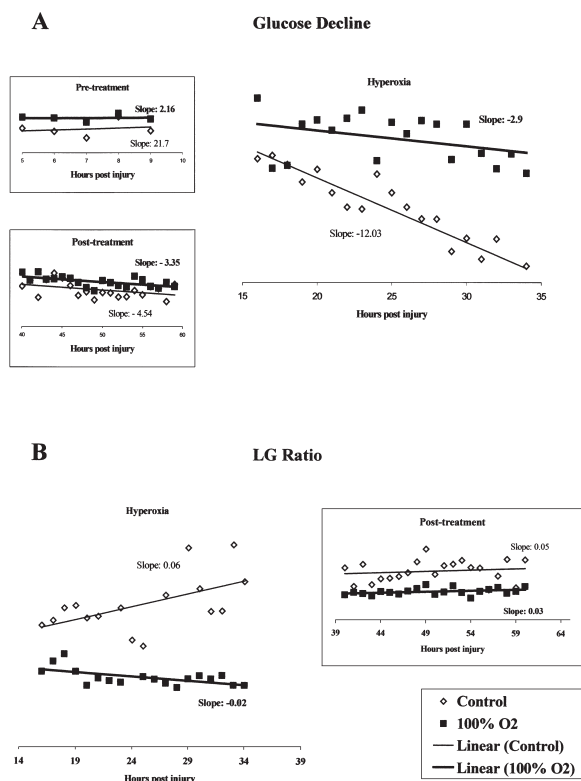 A
Glucose Decline
Pre-treatment
Slope: 2.16
Slope: 21.7
5 6 7 8 9 10
Hours post injury
Hyperoxia
Slope: -2.9
Slope: -12.03
15 20 25 30 35
Hours post injury
Post-treatment
Slope: - 3.35
Slope: - 4.54
40 45 50 55 60
Hours post injury
B
LG Ratio
Hyperoxia
Slope: 0.06
Slope: -0.02
14 19 24 29 34 39
Hours post injury
Post-treatment
Slope: 0.05
Slope: 0.03
39 44 49 54 59 64
Hours post injury
Control
100% O2
Linear (Control)
Linear (100% O2)